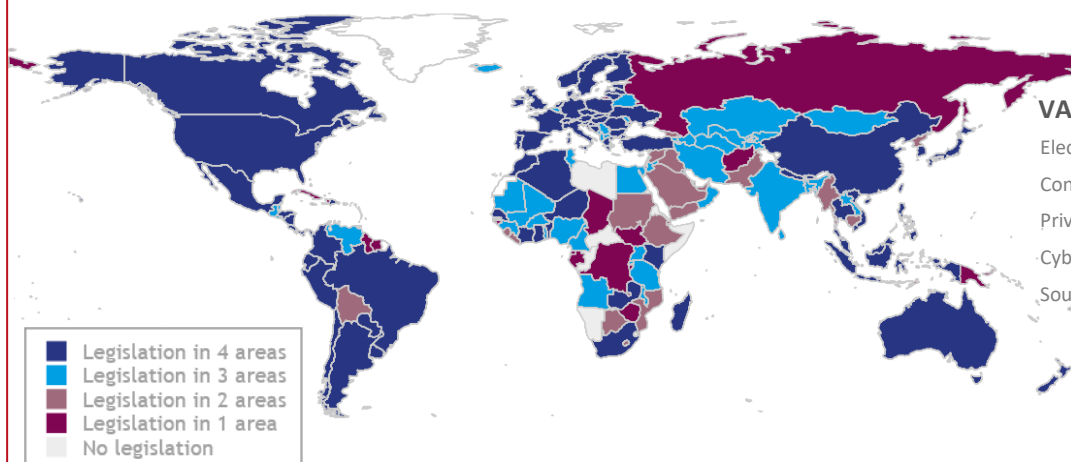 VA
Elec
Con
Priv
Cyb
Sou
Legislation in 4 areas
Legislation in 3 areas
Legislation in 2 areas
Legislation in 1 area
No legislation